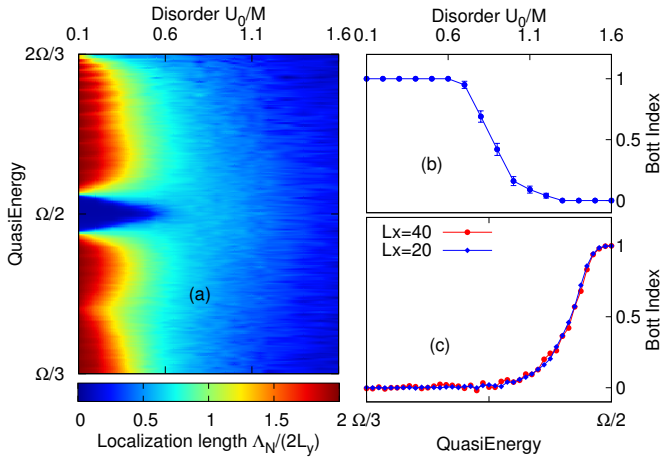 Disorder U0/M
0.1 0.6 1.1 1.6
2Ω/3
Ω/2
Ω/3
QuasiEnergy
(a)
0 0.5 1 1.5 2
Localization length ΛN/(2Ly)
Disorder U0/M
0.1 0.6 1.1 1.6
1
0.5
0
Bott Index
(b)
Lx=40
Lx=20
1
0.5
0
Bott Index
(c)
Ω/3 Ω/2
QuasiEnergy